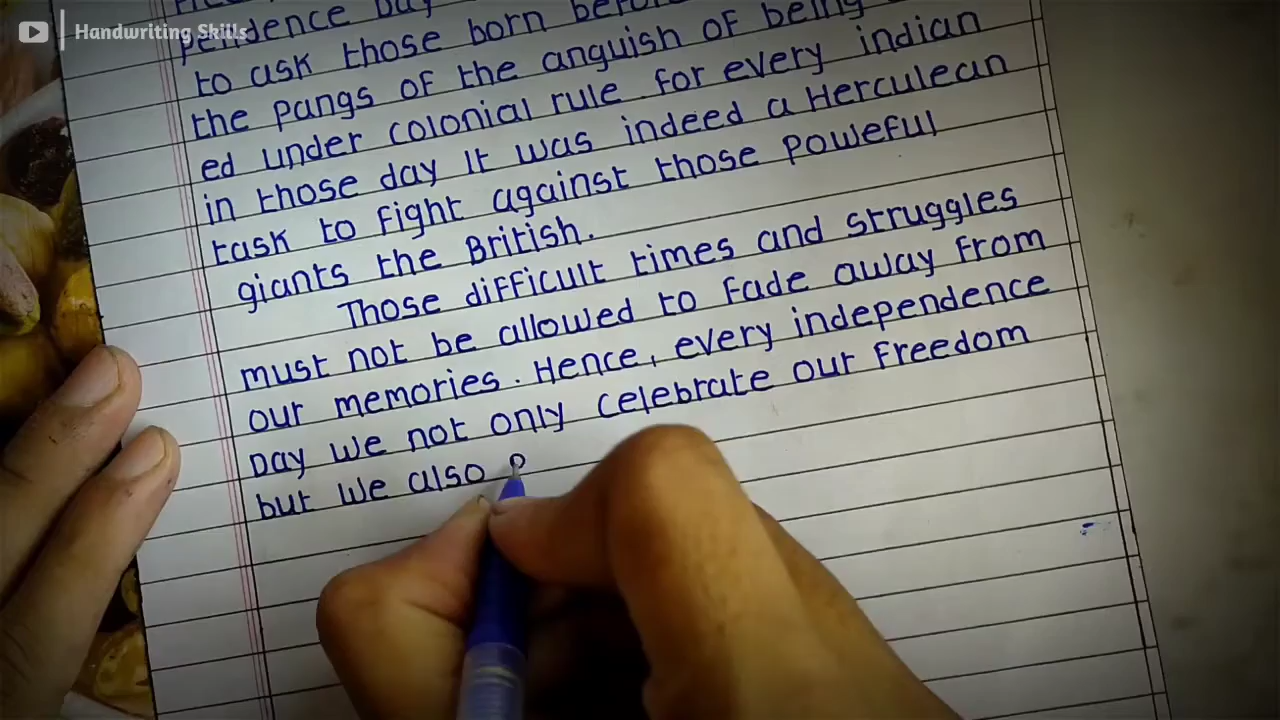 Handwriting Skills
pendence Day
to ask those born before
the pangs of the anguish of being
ed under colonial rule for every indian
in those day It was indeed a Herculean
task to fight against those poweful
giants the British.
Those difficult times and struggles
must not be allowed to fade away from
our memories. Hence, every independence
Day we not only celebrate our freedom
but we also